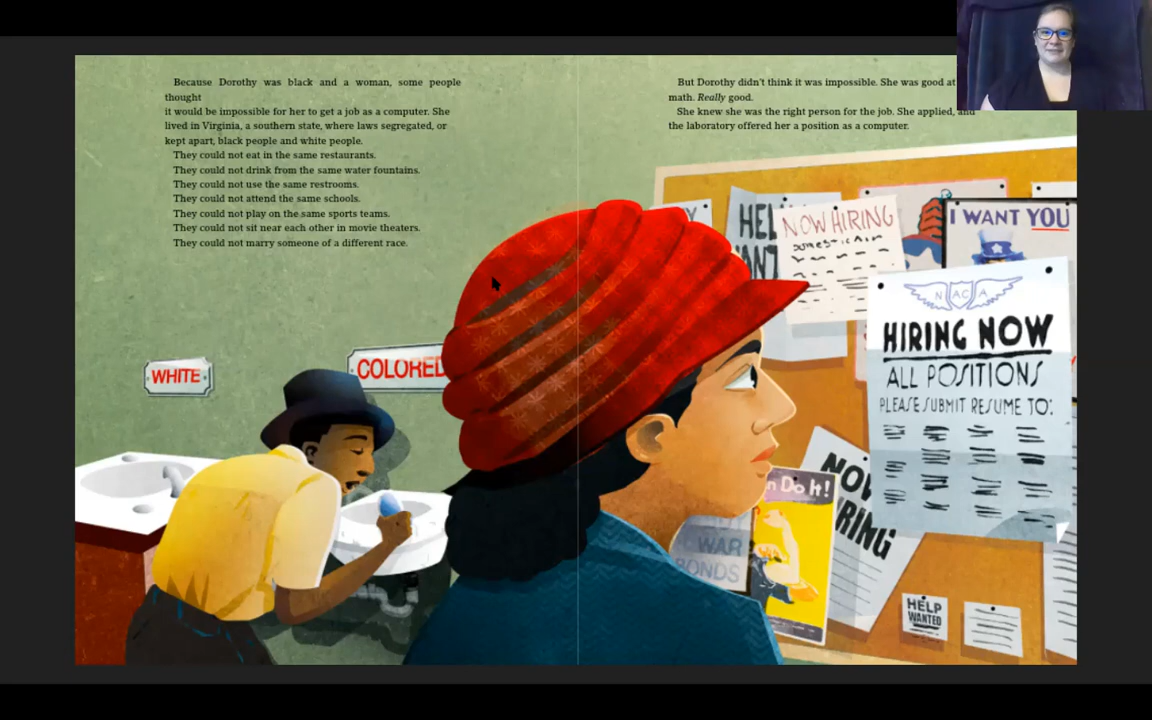 Because Dorothy was black and a woman, some people
thought
it would be impossible for her to get a job as a computer. She
lived in Virginia, a southern state, where laws segregated, or
kept apart, black people and white people.
They could not eat in the same restaurants.
They could not drink from the same water fountains.
They could not use the same restrooms.
They could not attend the same schools.
They could not play on the same sports teams.
They could not sit near each other in movie theaters.
They could not marry someone of a different race.
But Dorothy didn't think it was impossible. She was good at
math. Really good.
She knew she was the right person for the job. She applied, and
the laboratory offered her a position as a computer.
WHITE
COLORED
HEL
WANT
NOW HIRING
I WANT YOU
NACA
HIRING NOW
ALL POSITIONS
PLEASE SUBMIT RESUME TO:
n Do It!
NOW
IRING
WAR
BONDS
HELP
WANTED